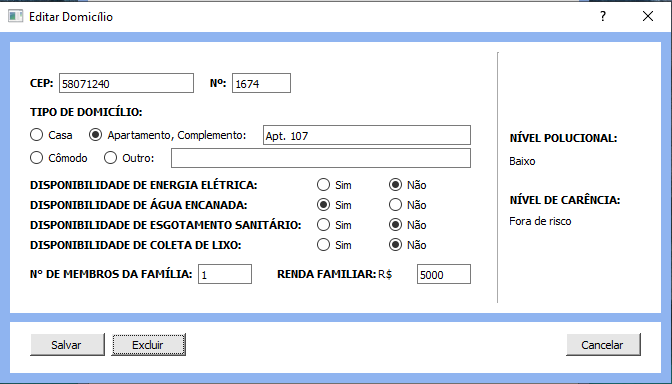 Editar Domicílio
CEP: 58071240 Nº: 1674
TIPO DE DOMICÍLIO:
Casa Apartamento, Complemento: Apt. 107
Cômodo Outro:
DISPONIBILIDADE DE ENERGIA ELÉTRICA: Sim Não
DISPONIBILIDADE DE ÁGUA ENCANADA: Sim Não
DISPONIBILIDADE DE ESGOTAMENTO SANITÁRIO: Sim Não
DISPONIBILIDADE DE COLETA DE LIXO: Sim Não
N° DE MEMBROS DA FAMÍLIA: 1 RENDA FAMILIAR: R$ 5000
NÍVEL POLUCIONAL:
Baixo
NÍVEL DE CARÊNCIA:
Fora de risco
Salvar Excluir Cancelar